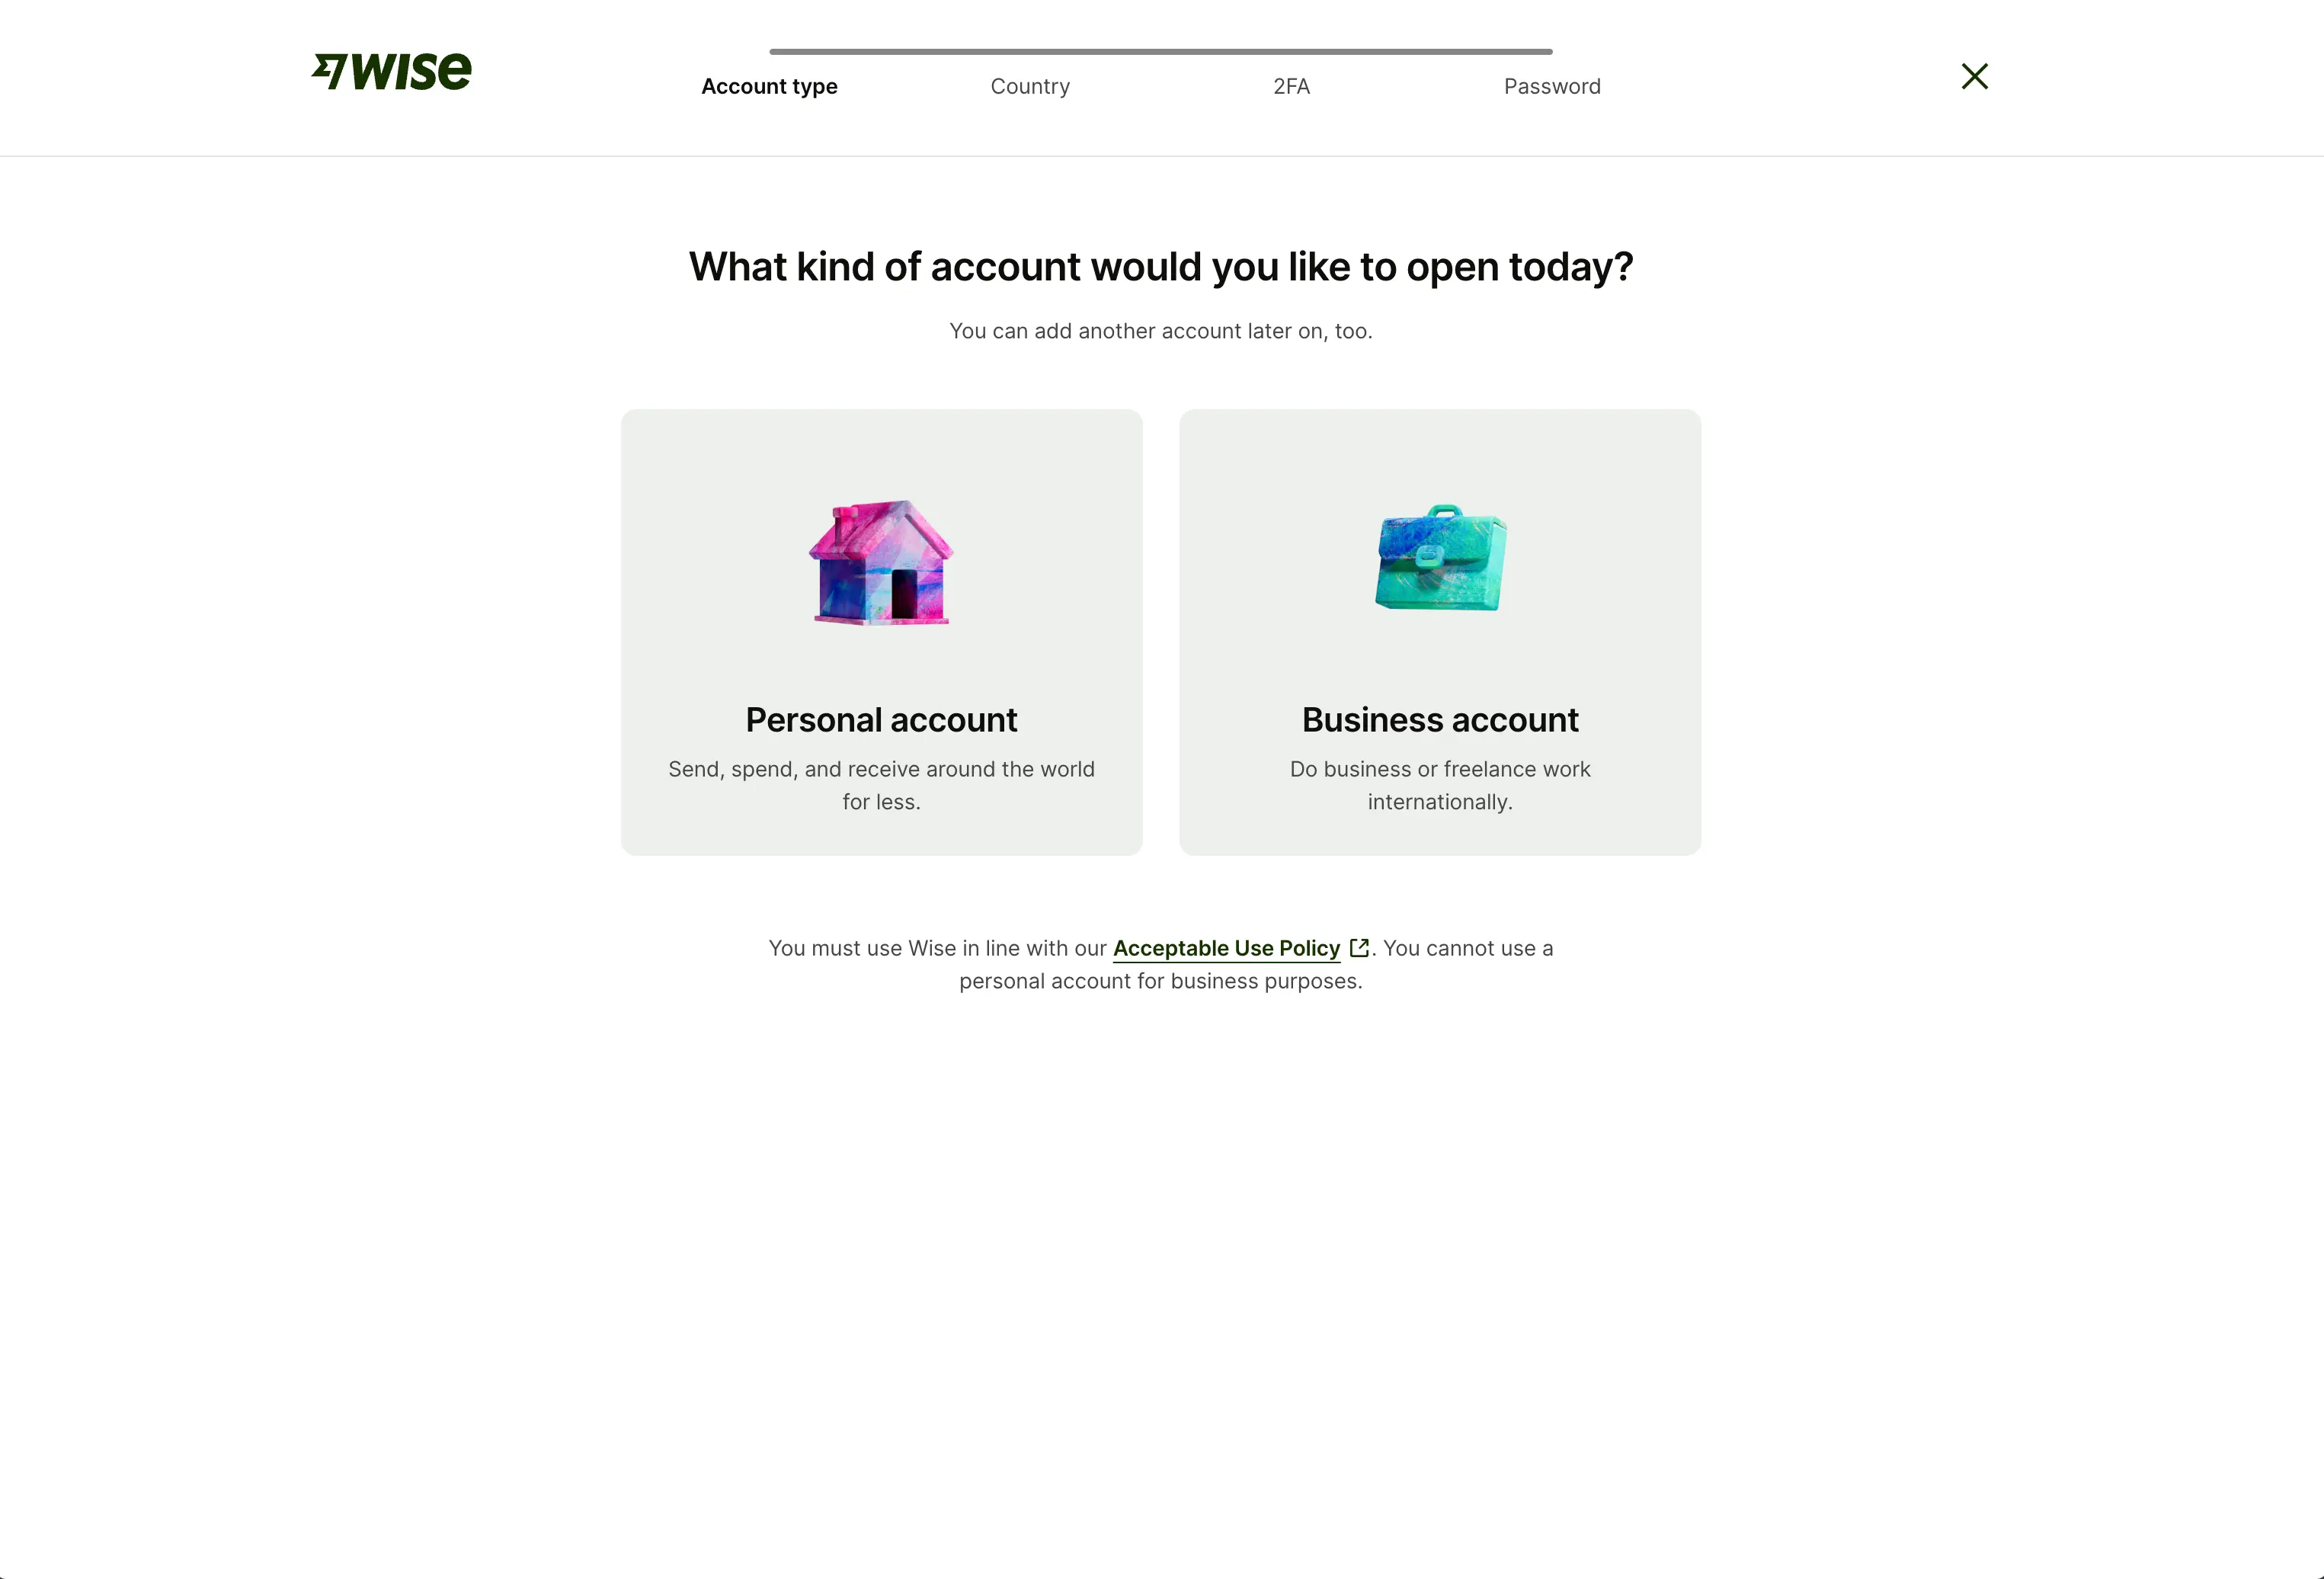 WISE
Account type
Country
2FA
Password
What kind of account would you like to open today?
You can add another account later on, too.
Personal account
Send, spend, and receive around the world
for less.
Business account
Do business or freelance work
internationally.
You must use Wise in line with our Acceptable Use Policy. You cannot use a
personal account for business purposes.